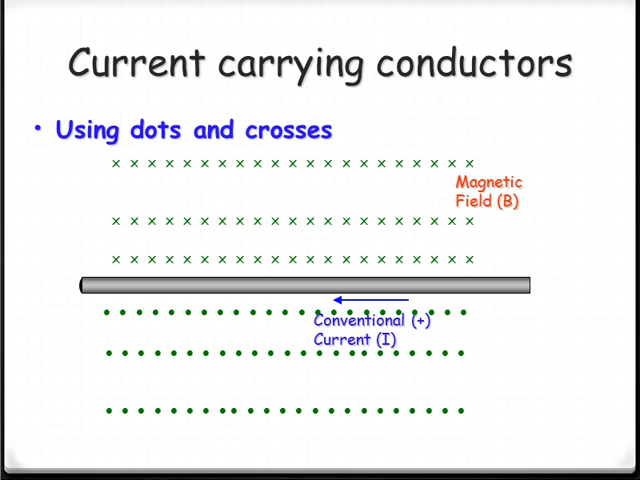 Current carrying conductors
• Using dots and crosses
Magnetic
Field (B)
Conventional (+)
Current (I)